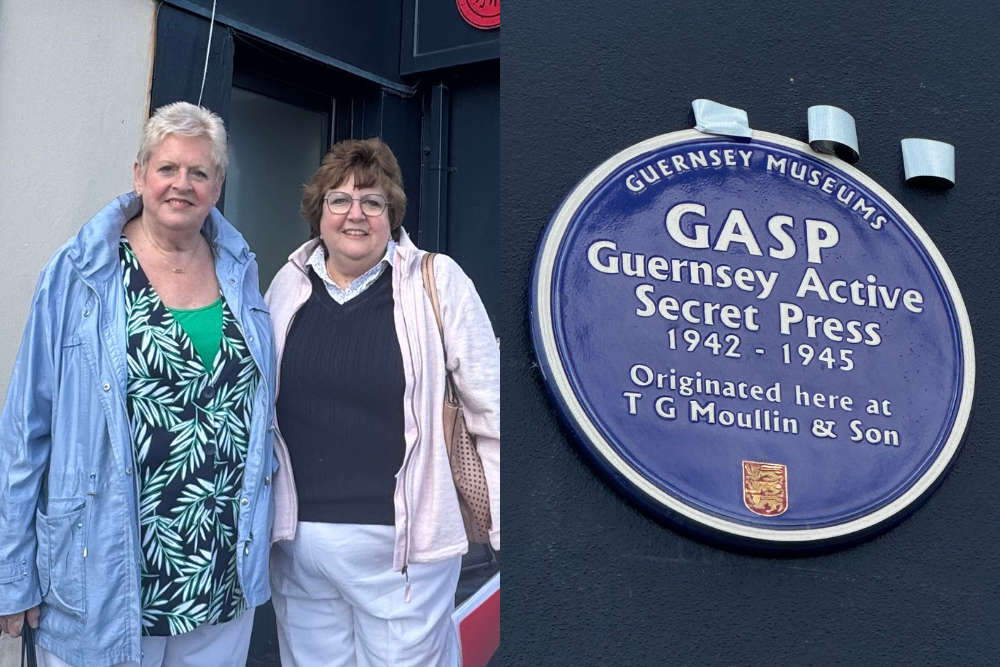 GUERNSEY MUSEUMS
GASP
Guernsey Active
Secret Press
1942 - 1945
Originated here at
T G Moullin & Son